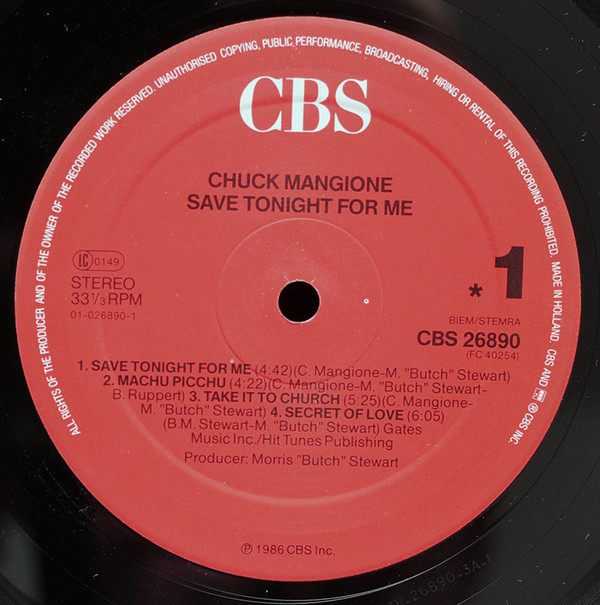 ALL RIGHTS OF THE PRODUCER AND OF THE OWNER OF THE RECORDED WORK RESERVED. UNAUTHORISED COPYING, PUBLIC PERFORMANCE, BROADCASTING, HIRING OR RENTAL OF THIS RECORDING PROHIBITED. MADE IN HOLLAND. CBS AND ℗ CBS INC.
CBS
CHUCK MANGIONE
SAVE TONIGHT FOR ME
LC 0149
STEREO
33⅓ RPM
01-026890-1
* 1
BIEM/STEMRA
CBS 26890
(FC 40254)
1. SAVE TONIGHT FOR ME (4:42)(C. Mangione-M. "Butch" Stewart)
2. MACHU PICCHU (4:22)(C. Mangione-M. "Butch" Stewart-
B. Ruppert) 3. TAKE IT TO CHURCH (5:25)(C. Mangione-
M. "Butch" Stewart) 4. SECRET OF LOVE (6:05)
(B.M. Stewart-M. "Butch" Stewart) Gates
Music Inc./Hit Tunes Publishing
Producer: Morris "Butch" Stewart
℗ 1986 CBS Inc.
01-26890-3A-1